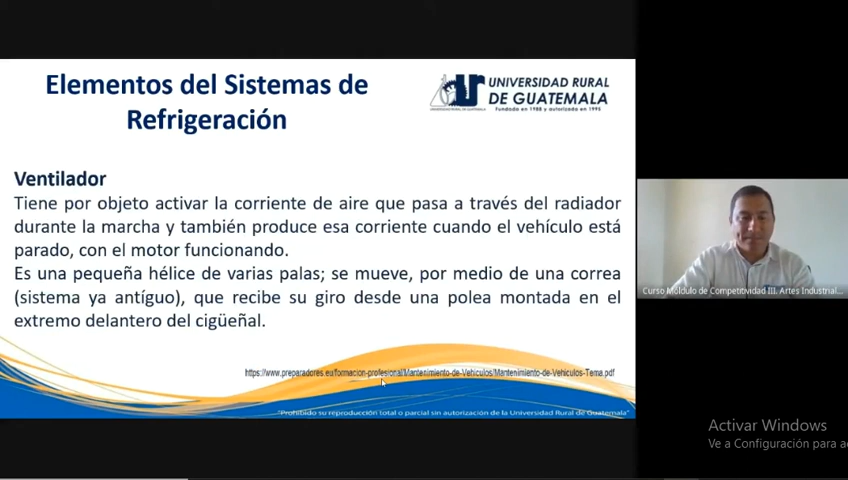 Elementos del Sistemas de
Refrigeración
UNIVERSIDAD RURAL
DE GUATEMALA
Fundada en 1988 y autorizada en 1995
Ventilador
Tiene por objeto activar la corriente de aire que pasa a través del radiador
durante la marcha y también produce esa corriente cuando el vehículo está
parado, con el motor funcionando.
Es una pequeña hélice de varias palas; se mueve, por medio de una correa
(sistema ya antíguo), que recibe su giro desde una polea montada en el
extremo delantero del cigüeñal.
https://www.preparadores.eu/formacion-profesional/Mantenimiento-de-Vehiculos/Mantenimiento-de-Vehiculos-Tema.pdf
"Prohibido su reproducción total o parcial sin autorización de la Universidad Rural de Guatemala"
Curso Módulo de Competitividad III. Artes Industrial...
Activar Windows
Ve a Configuración para a